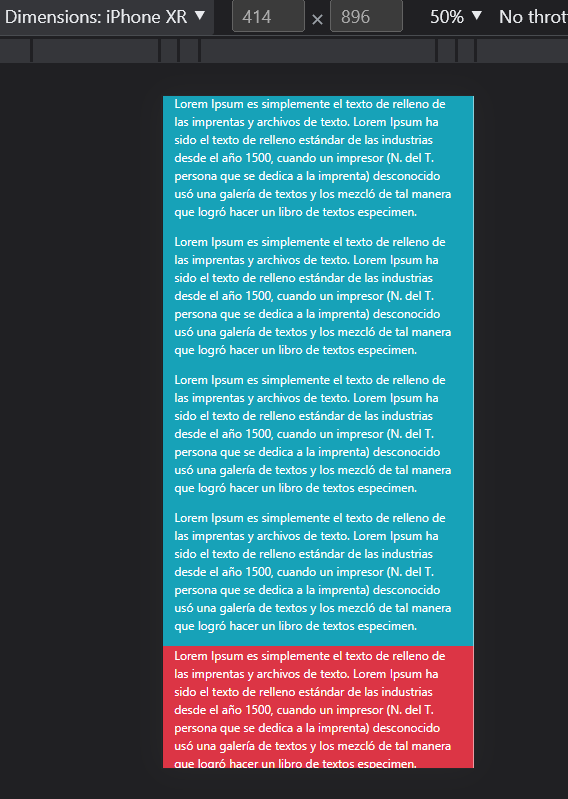 Dimensions: iPhone XR ▼ 414 × 896 50% ▼ No thrott
Lorem Ipsum es simplemente el texto de relleno de
las imprentas y archivos de texto. Lorem Ipsum ha
sido el texto de relleno estándar de las industrias
desde el año 1500, cuando un impresor (N. del T.
persona que se dedica a la imprenta) desconocido
usó una galería de textos y los mezcló de tal manera
que logró hacer un libro de textos especimen.
Lorem Ipsum es simplemente el texto de relleno de
las imprentas y archivos de texto. Lorem Ipsum ha
sido el texto de relleno estándar de las industrias
desde el año 1500, cuando un impresor (N. del T.
persona que se dedica a la imprenta) desconocido
usó una galería de textos y los mezcló de tal manera
que logró hacer un libro de textos especimen.
Lorem Ipsum es simplemente el texto de relleno de
las imprentas y archivos de texto. Lorem Ipsum ha
sido el texto de relleno estándar de las industrias
desde el año 1500, cuando un impresor (N. del T.
persona que se dedica a la imprenta) desconocido
usó una galería de textos y los mezcló de tal manera
que logró hacer un libro de textos especimen.
Lorem Ipsum es simplemente el texto de relleno de
las imprentas y archivos de texto. Lorem Ipsum ha
sido el texto de relleno estándar de las industrias
desde el año 1500, cuando un impresor (N. del T.
persona que se dedica a la imprenta) desconocido
usó una galería de textos y los mezcló de tal manera
que logró hacer un libro de textos especimen.
Lorem Ipsum es simplemente el texto de relleno de
las imprentas y archivos de texto. Lorem Ipsum ha
sido el texto de relleno estándar de las industrias
desde el año 1500, cuando un impresor (N. del T.
persona que se dedica a la imprenta) desconocido
usó una galería de textos y los mezcló de tal manera
que logró hacer un libro de textos especimen.